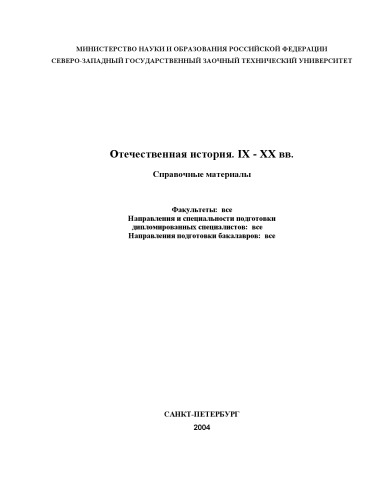 МИНИСТЕРСТВО НАУКИ И ОБРАЗОВАНИЯ РОССИЙСКОЙ ФЕДЕРАЦИИ
СЕВЕРО-ЗАПАДНЫЙ ГОСУДАРСТВЕННЫЙ ЗАОЧНЫЙ ТЕХНИЧЕСКИЙ УНИВЕРСИТЕТ
Отечественная история. IX - XX вв.
Справочные материалы
Факультеты: все
Направления и специальности подготовки
дипломированных специалистов: все
Направления подготовки бакалавров: все
САНКТ-ПЕТЕРБУРГ
2004